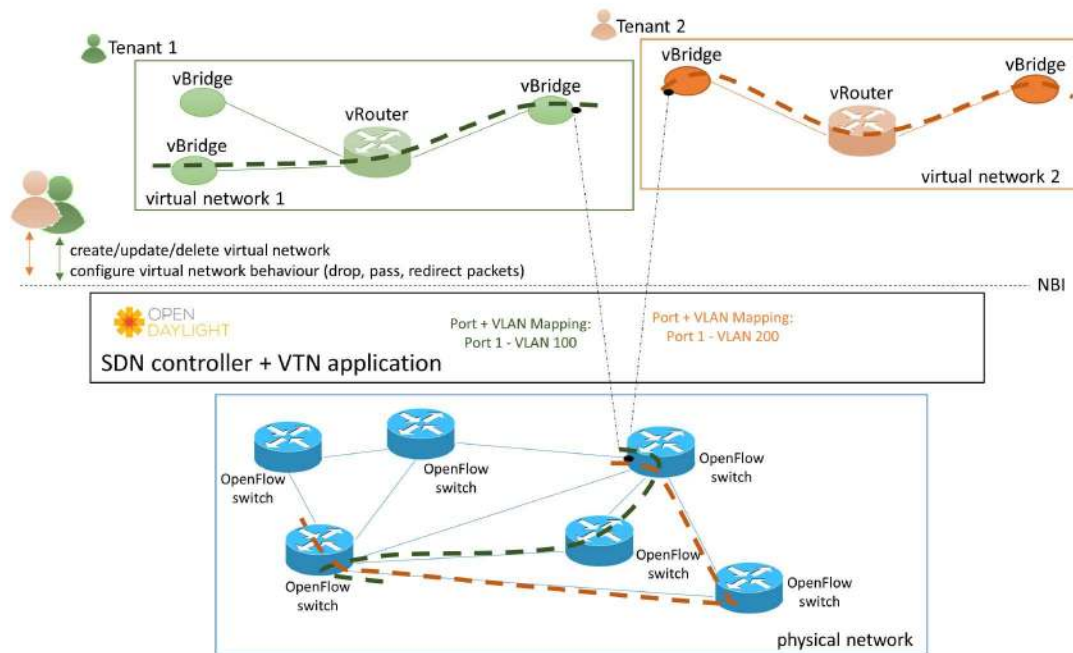 Tenant 1
Tenant 2
vBridge
vBridge
vRouter
vBridge
virtual network 1
vBridge
vBridge
vRouter
virtual network 2
create/update/delete virtual network
configure virtual network behaviour (drop, pass, redirect packets)
NBI
OPEN
DAYLIGHT
Port + VLAN Mapping:
Port 1 - VLAN 100
Port + VLAN Mapping:
Port 1 - VLAN 200
SDN controller + VTN application
OpenFlow
switch
OpenFlow
switch
OpenFlow
switch
OpenFlow
switch
OpenFlow
switch
OpenFlow
switch
physical network